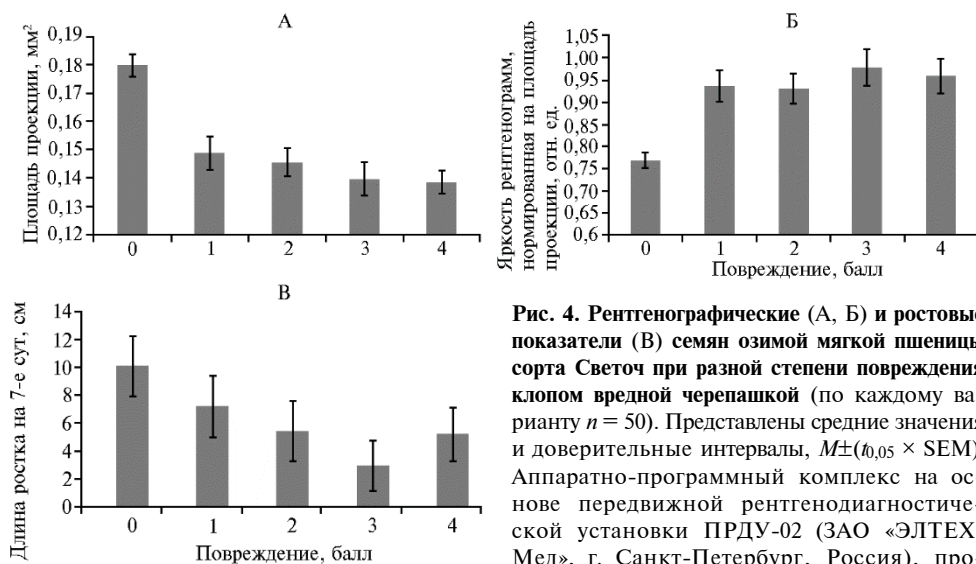 А
Площадь проекции, мм²
0,19
0,18
0,17
0,16
0,15
0,14
0,13
0,12
0 1 2 3 4
Б
Яркость рентгенограмм,
нормированная на площадь
проекции, отн. ед.
1,05
1,00
0,95
0,90
0,85
0,80
0,75
0,70
0,65
0,6
0 1 2 3 4
Повреждение, балл
В
Длина ростка на 7-е сут, см
14
12
10
8
6
4
2
0
0 1 2 3 4
Повреждение, балл
Рис. 4. Рентгенографические (А, Б) и ростовые
показатели (В) семян озимой мягкой пшеницы
сорта Светоч при разной степени повреждения
клопом вредной черепашкой (по каждому ва-
рианту n = 50). Представлены средние значения
и доверительные интервалы, M±(t0,05 × SEM)
Аппаратно-программный комплекс на ос-
нове передвижной рентгенодиагностиче-
ской установки ПРДУ-02 (ЗАО «ЭЛТЕХ
Мед», г. Санкт-Петербург, Россия), про-